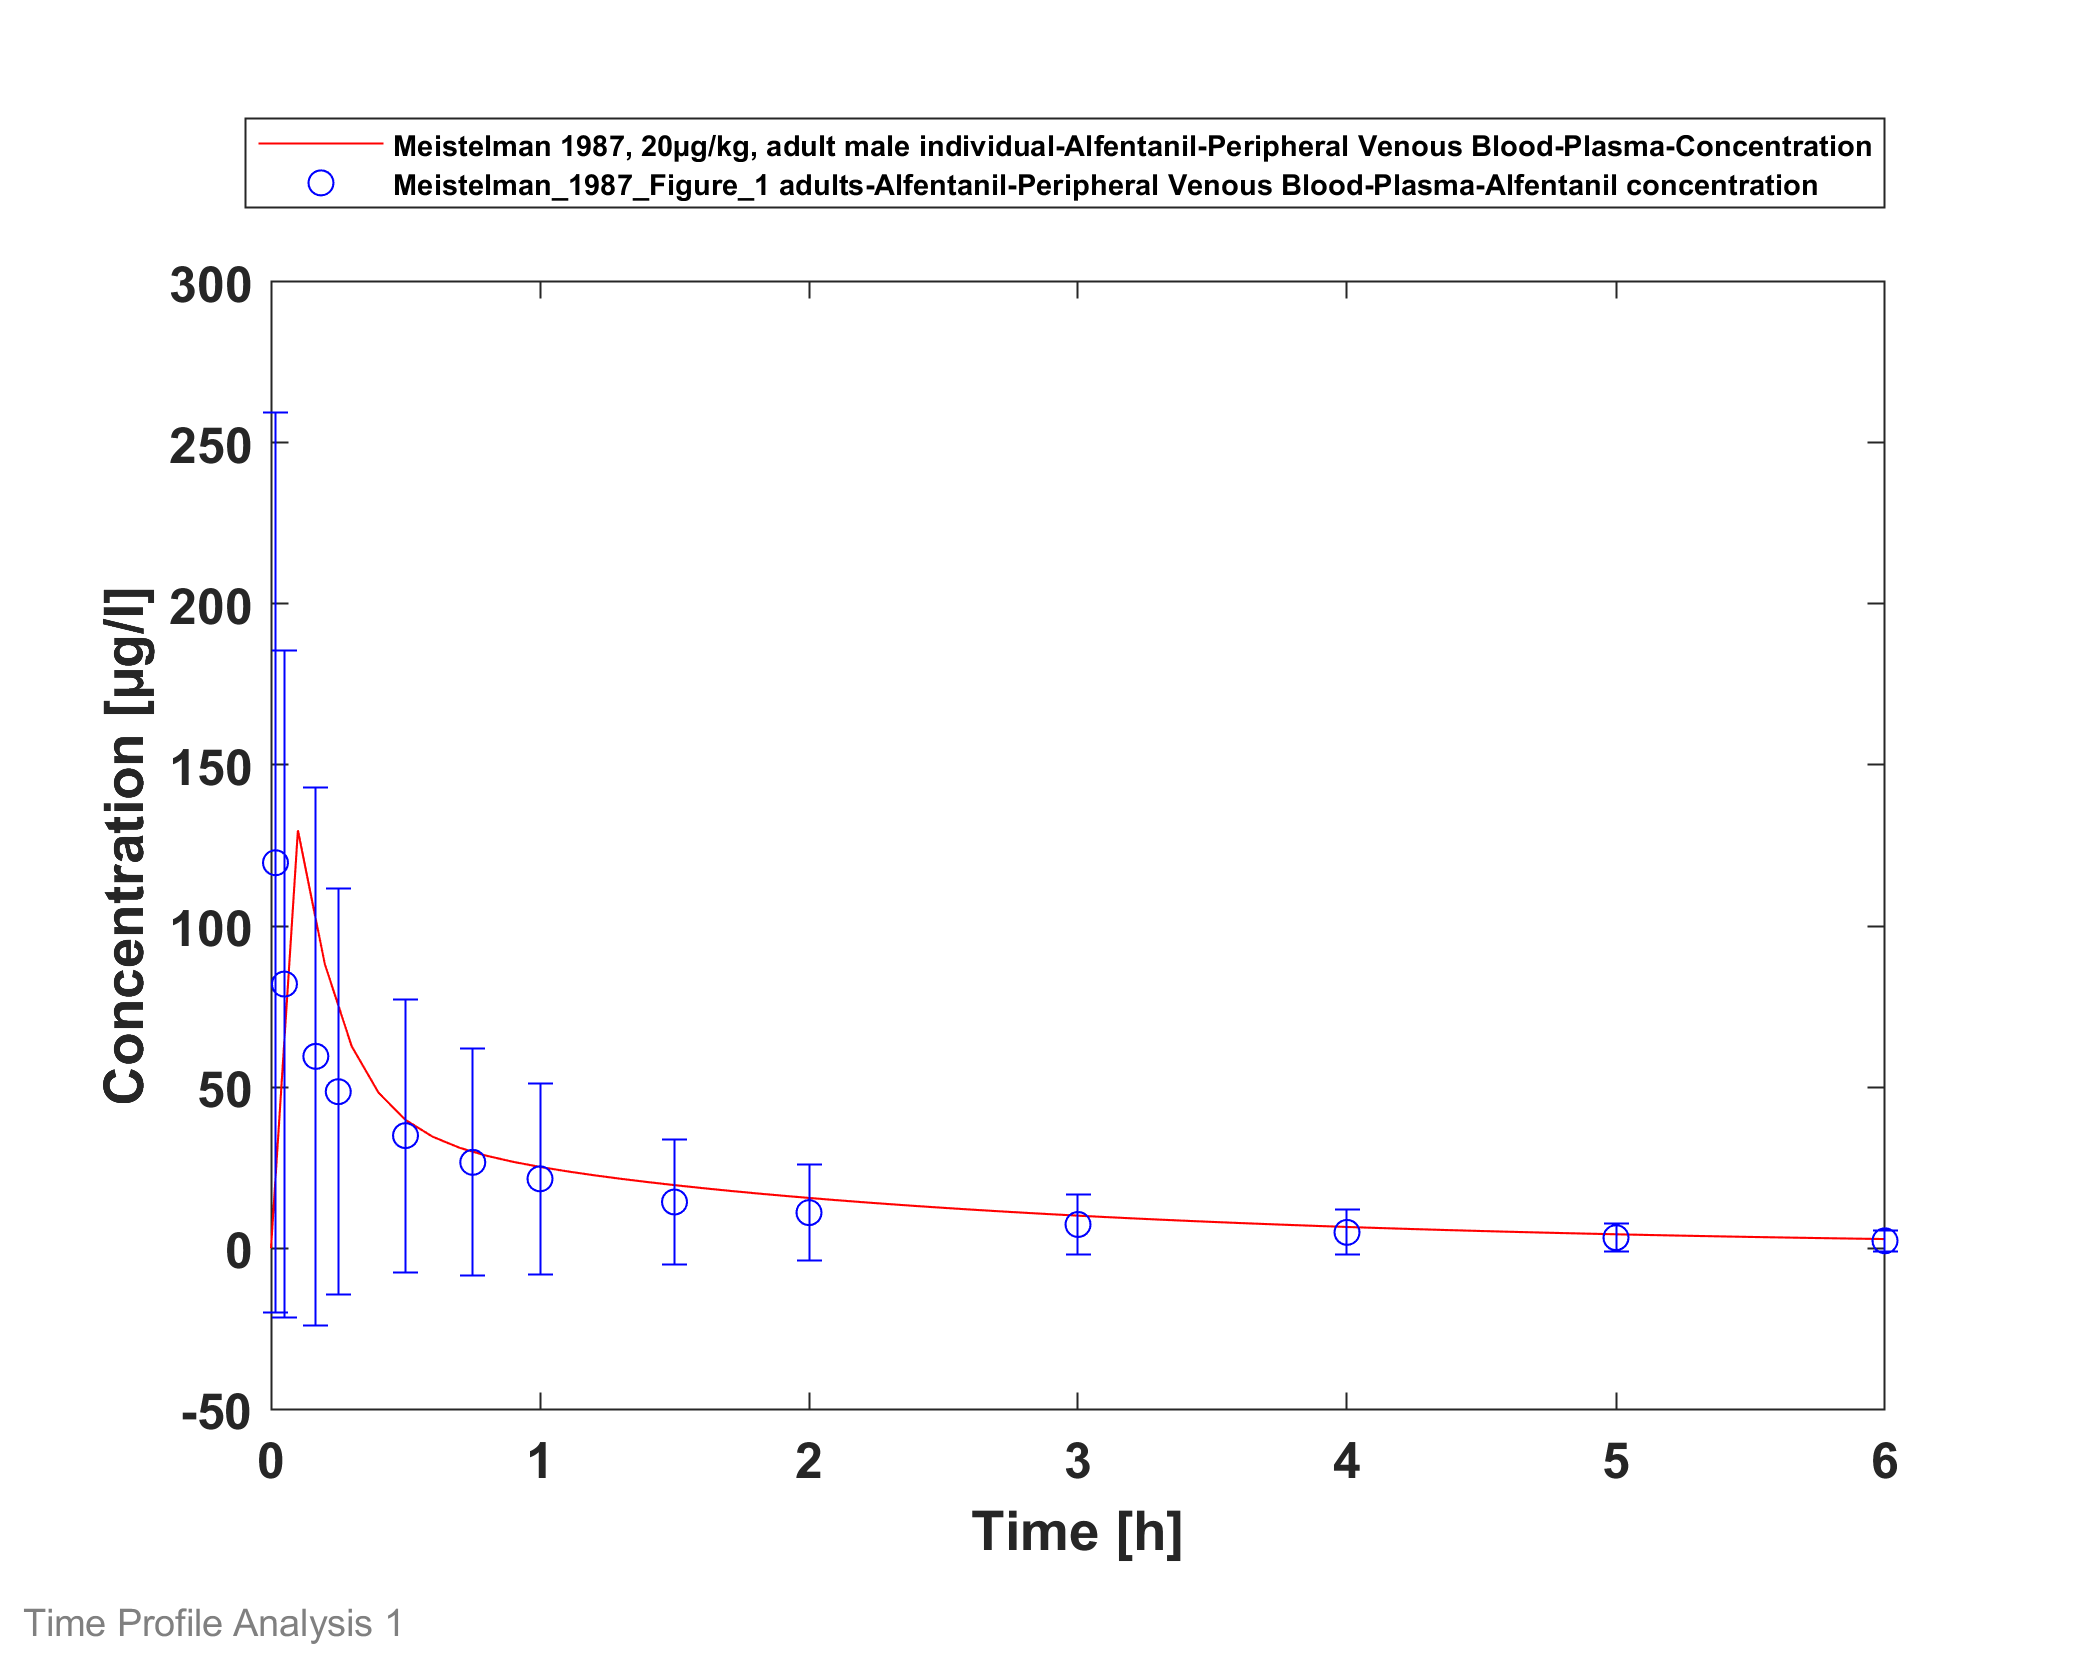 Meistelman 1987, 20µg/kg, adult male individual-Alfentanil-Peripheral Venous Blood-Plasma-Concentration
Meistelman_1987_Figure_1 adults-Alfentanil-Peripheral Venous Blood-Plasma-Alfentanil concentration
300
250
200
150
100
50
0
-50
Concentration [µg/l]
0 1 2 3 4 5 6
Time [h]
Time Profile Analysis 1